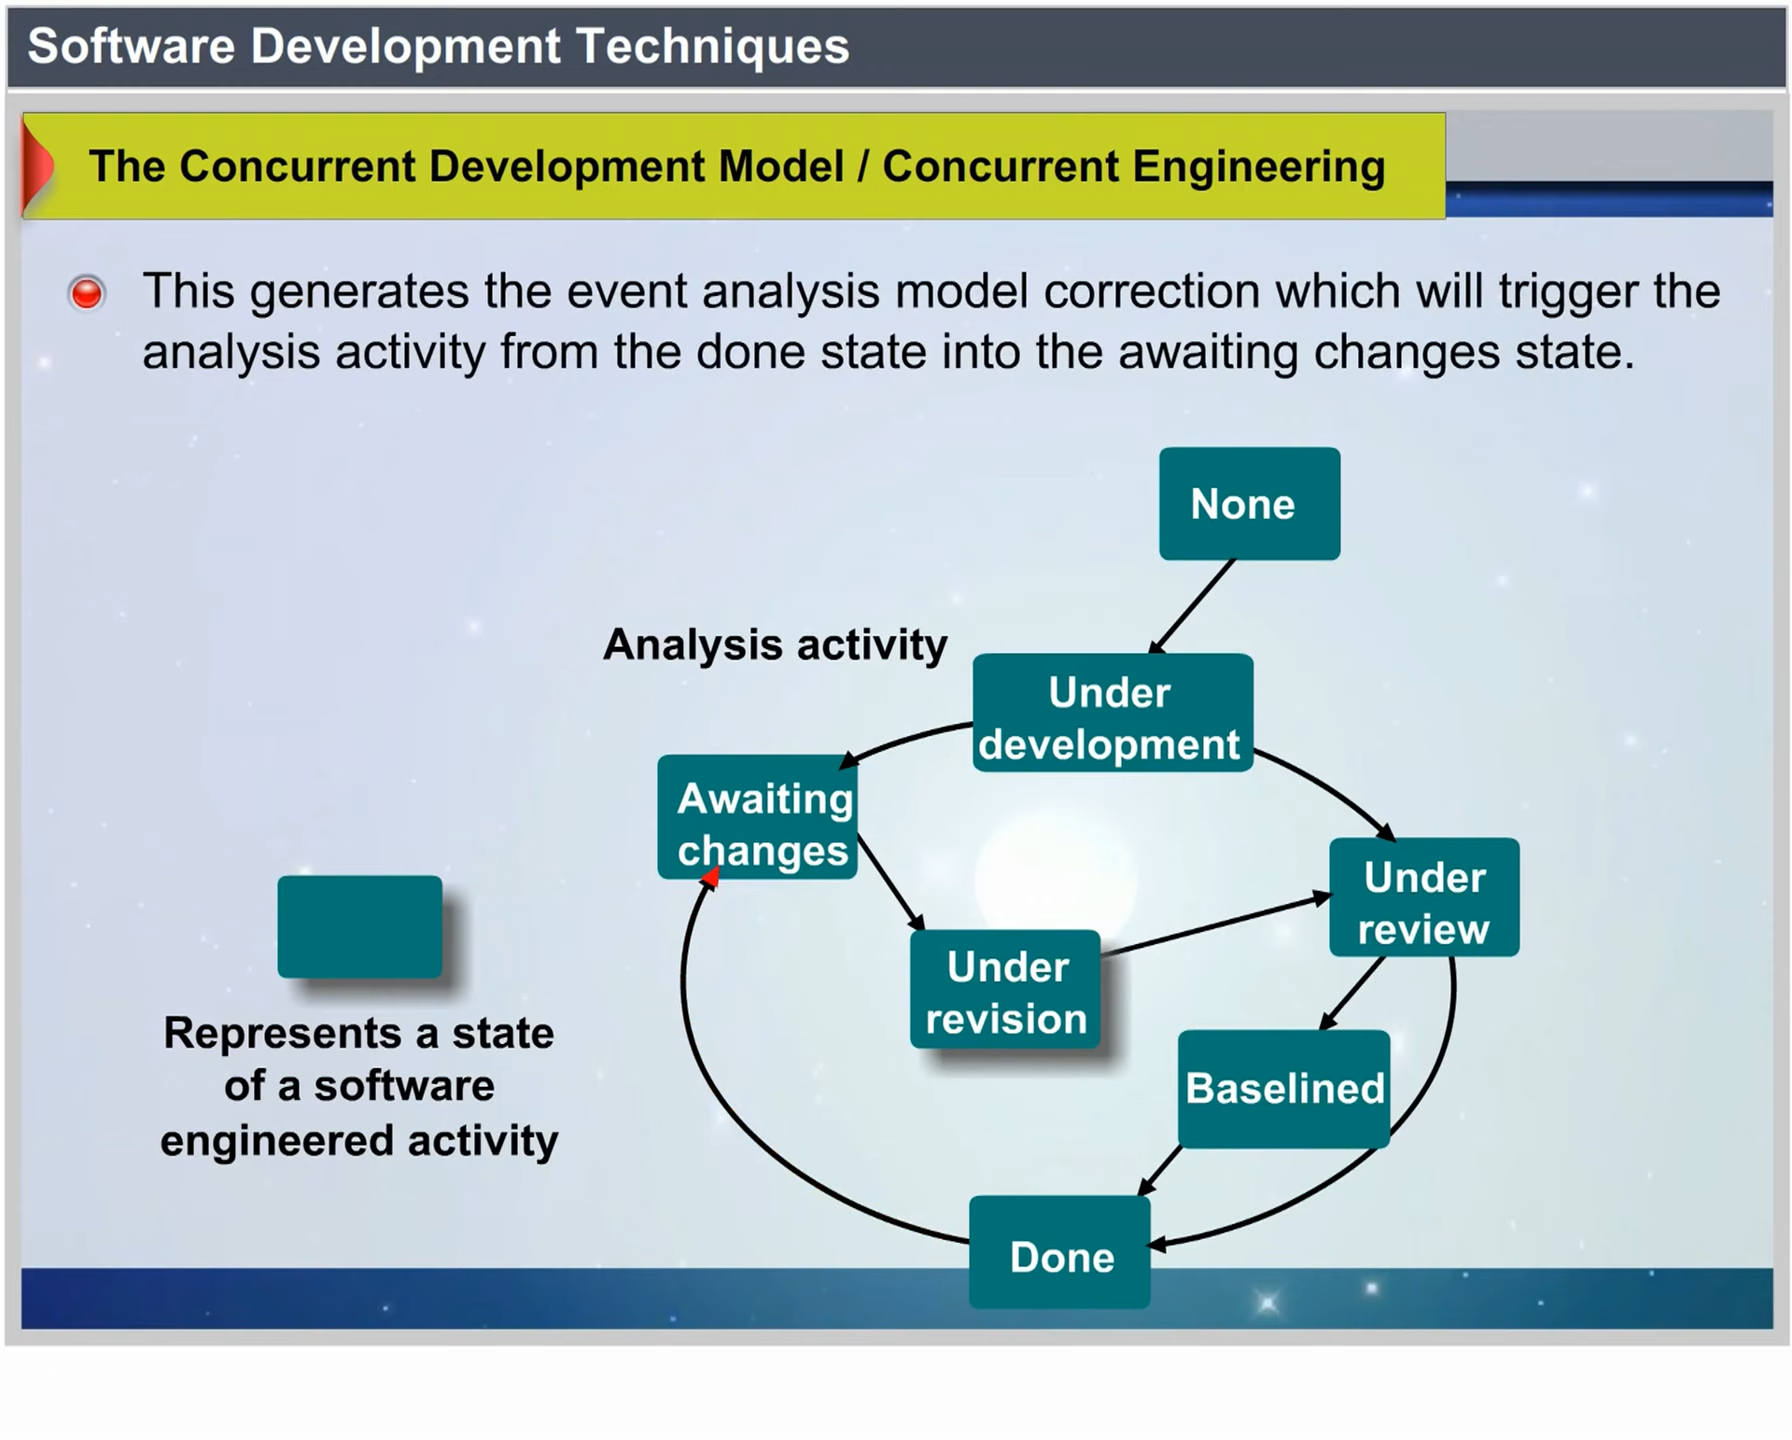 Software Development Techniques
The Concurrent Development Model / Concurrent Engineering
This generates the event analysis model correction which will trigger the
analysis activity from the done state into the awaiting changes state.
None
Analysis activity
Under
development
Awaiting
changes
Under
review
Under
revision
Represents a state
of a software
engineered activity
Baselined
Done